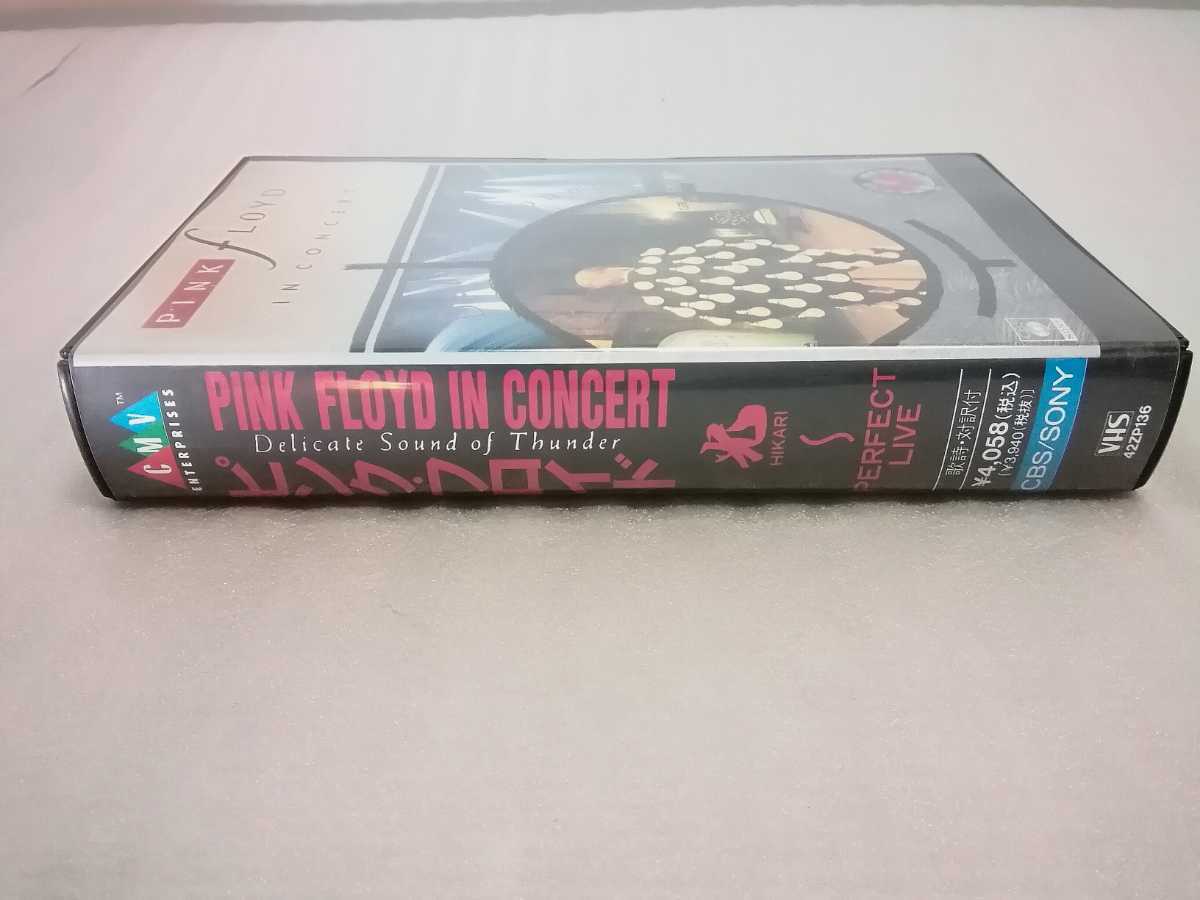 PINK
fLOYD
IN CONCERT
CMV
™
ENTERPRISES
PINK FLOYD IN CONCERT
Delicate Sound of Thunder
ピンク・フロイド
光
HIKARI
〜
PERFECT
LIVE
歌詩・対訳付
¥4,058(税込)
(¥3,940(税抜))
CBS/SONY
VHS
42ZP136